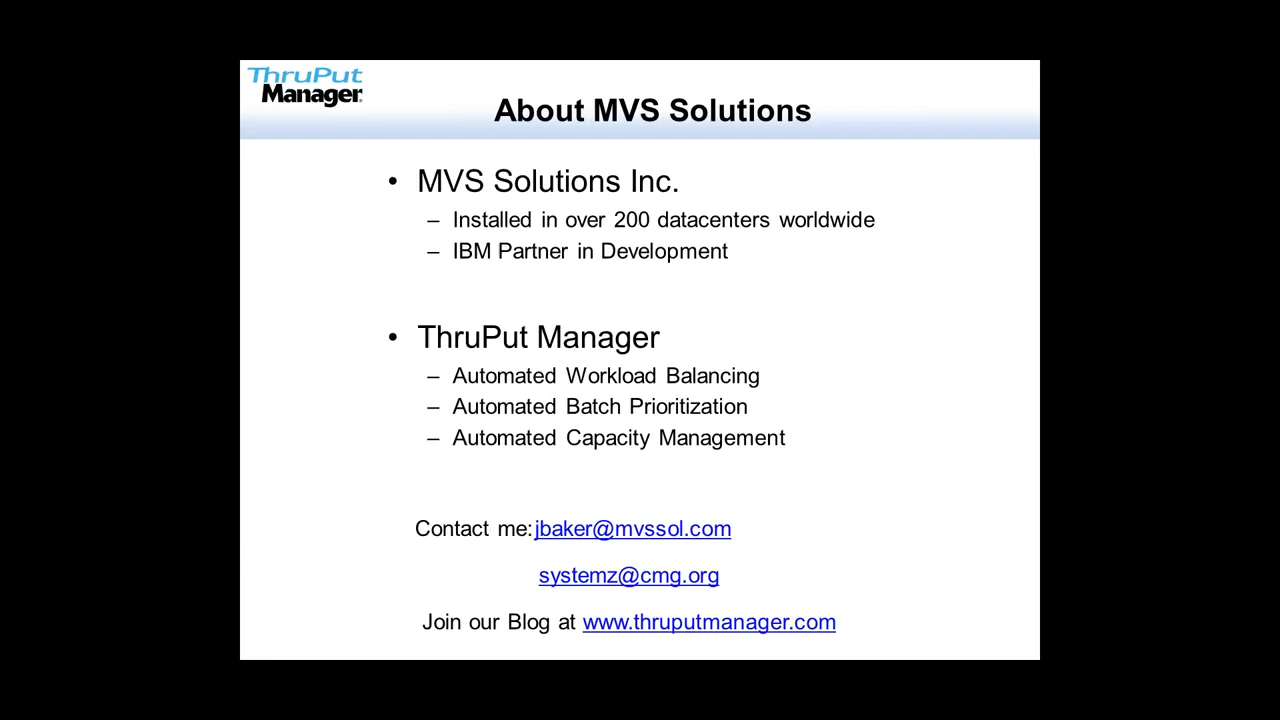 ThruPut
Manager®
About MVS Solutions
• MVS Solutions Inc.
– Installed in over 200 datacenters worldwide
– IBM Partner in Development
• ThruPut Manager
– Automated Workload Balancing
– Automated Batch Prioritization
– Automated Capacity Management
Contact me:jbaker@mvssol.com
systemz@cmg.org
Join our Blog at www.thruputmanager.com